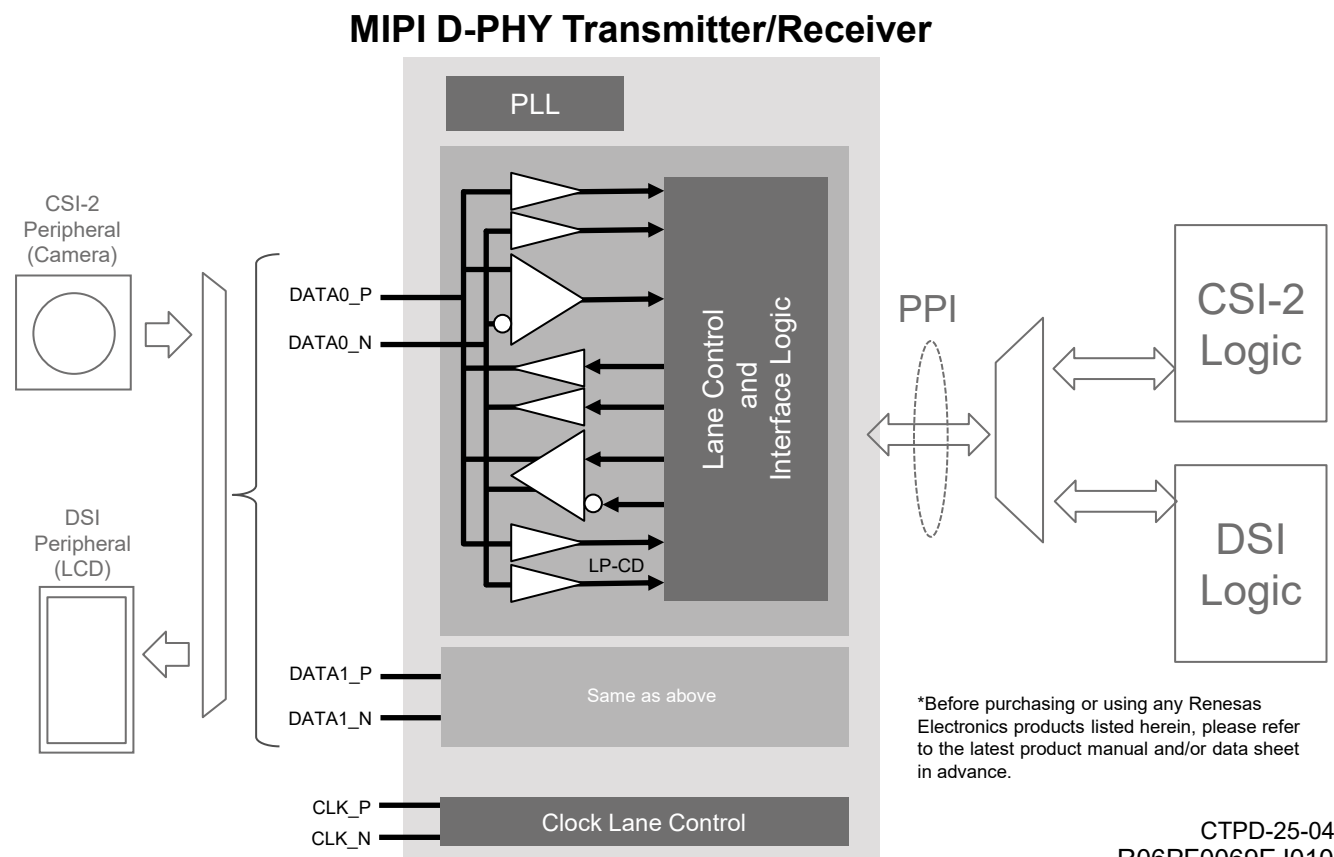 MIPI D-PHY Transmitter/Receiver
PLL
CSI-2
Peripheral
(Camera)
DATA0_P
DATA0_N
Lane Control
and
Interface Logic
PPI
CSI-2
Logic
DSI
Peripheral
(LCD)
LP-CD
DSI
Logic
DATA1_P
DATA1_N
Same as above
*Before purchasing or using any Renesas
Electronics products listed herein, please refer
to the latest product manual and/or data sheet
in advance.
CLK_P
CLK_N
Clock Lane Control
CTPD-25-04